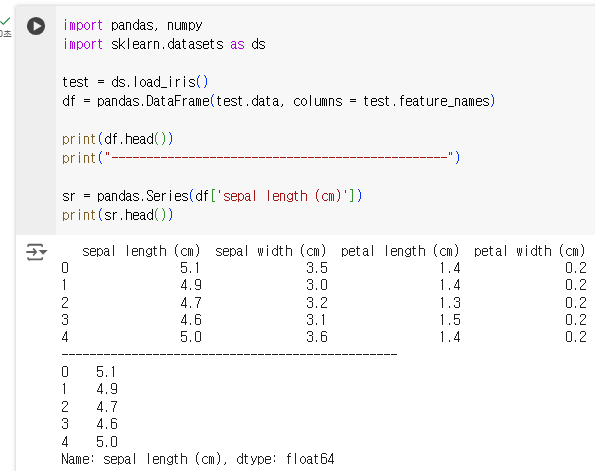 import pandas, numpy
import sklearn.datasets as ds
test = ds.load_iris()
df = pandas.DataFrame(test.data, columns = test.feature_names)
print(df.head())
print("------------------------------------------------")
sr = pandas.Series(df['sepal length (cm)'])
print(sr.head())
sepal length (cm)  sepal width (cm)  petal length (cm)  petal width (cm)
0                5.1               3.5                1.4               0.2
1                4.9               3.0                1.4               0.2
2                4.7               3.2                1.3               0.2
3                4.6               3.1                1.5               0.2
4                5.0               3.6                1.4               0.2
------------------------------------------------
0    5.1
1    4.9
2    4.7
3    4.6
4    5.0
Name: sepal length (cm), dtype: float64